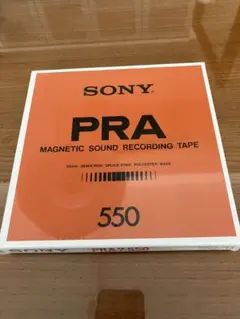 SONY
PRA
MAGNETIC SOUND RECORDING TAPE
550
SONY